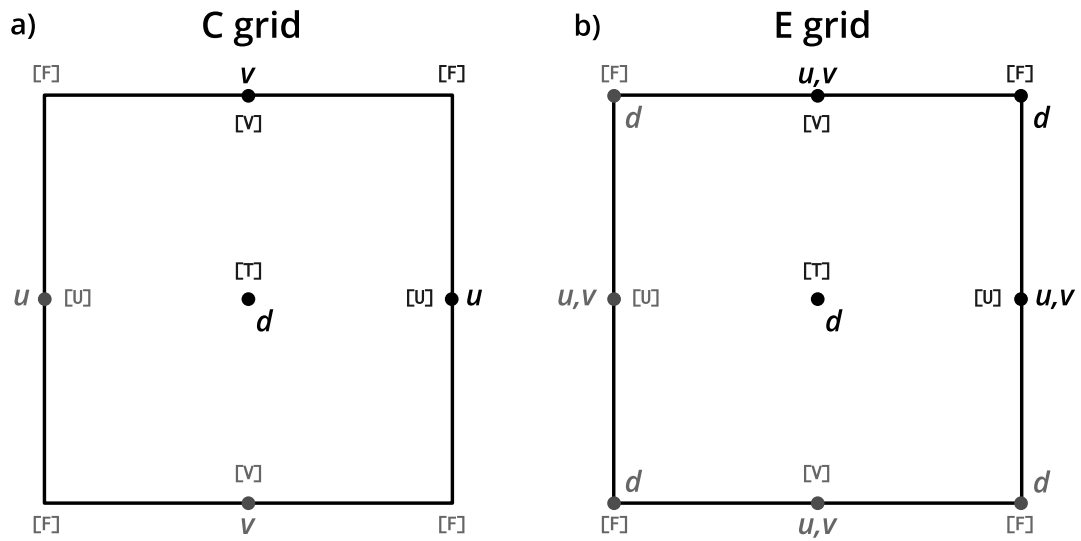 a) C grid b) E grid
[F] v [F] [F] u,v [F]
[V] d [V] d
[T] [T]
u [U] [U] u u,v [U] [U] u,v
d d
[V] d [V] d
[F] v [F] [F] u,v [F]